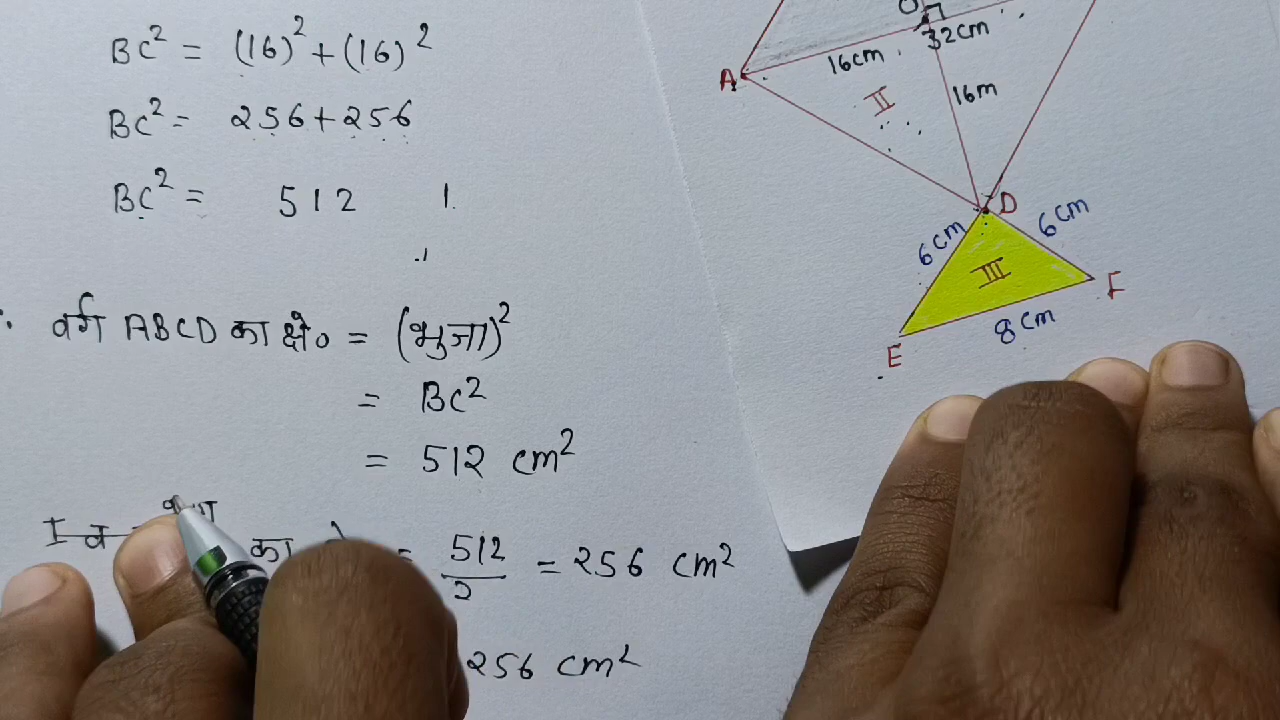 BC² = (16)² + (16)²
BC² = 256 + 256
BC² = 512
∴ वर्ग ABCD का क्षे० = (भुजा)²
= BC²
= 512 cm²
I का = 512/2 = 256 cm²
256 cm²
O
32cm
16cm
A
II
16m
D
6cm
6cm
III
F
8cm
E